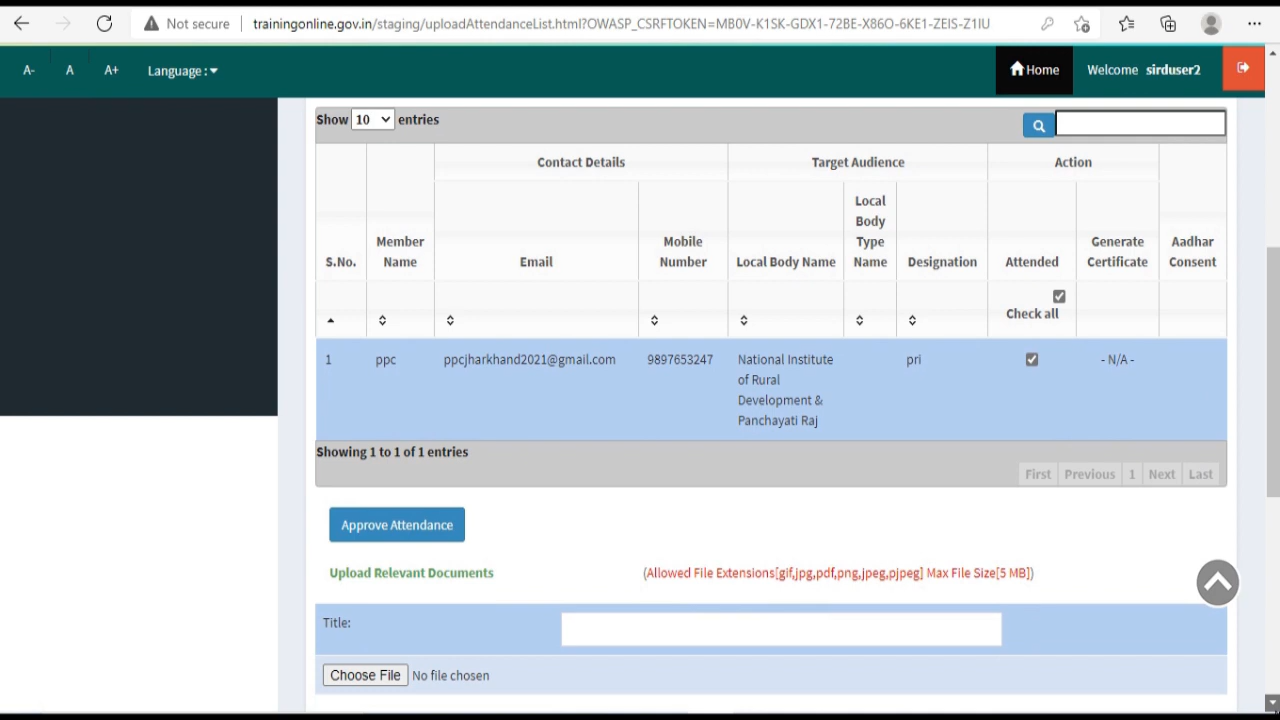 Not secure
trainingonline.gov.in/staging/uploadAttendanceList.html?OWASP_CSRFTOKEN=MB0V-K1SK-GDX1-72BE-X86O-6KE1-ZEIS-Z1IU
A-
A
A+
Language :
Home
Welcome sirduser2
Show 10 entries
Contact Details
Target Audience
Action
S.No.
Member Name
Email
Mobile Number
Local Body Name
Local Body Type Name
Designation
Attended
Generate Certificate
Aadhar Consent
Check all
1
ppc
ppcjharkhand2021@gmail.com
9897653247
National Institute
of Rural
Development &
Panchayati Raj
pri
- N/A -
Showing 1 to 1 of 1 entries
First Previous 1 Next Last
Approve Attendance
Upload Relevant Documents
(Allowed File Extensions[gif,jpg,pdf,png,jpeg,pjpeg] Max File Size[5 MB])
Title:
Choose File No file chosen